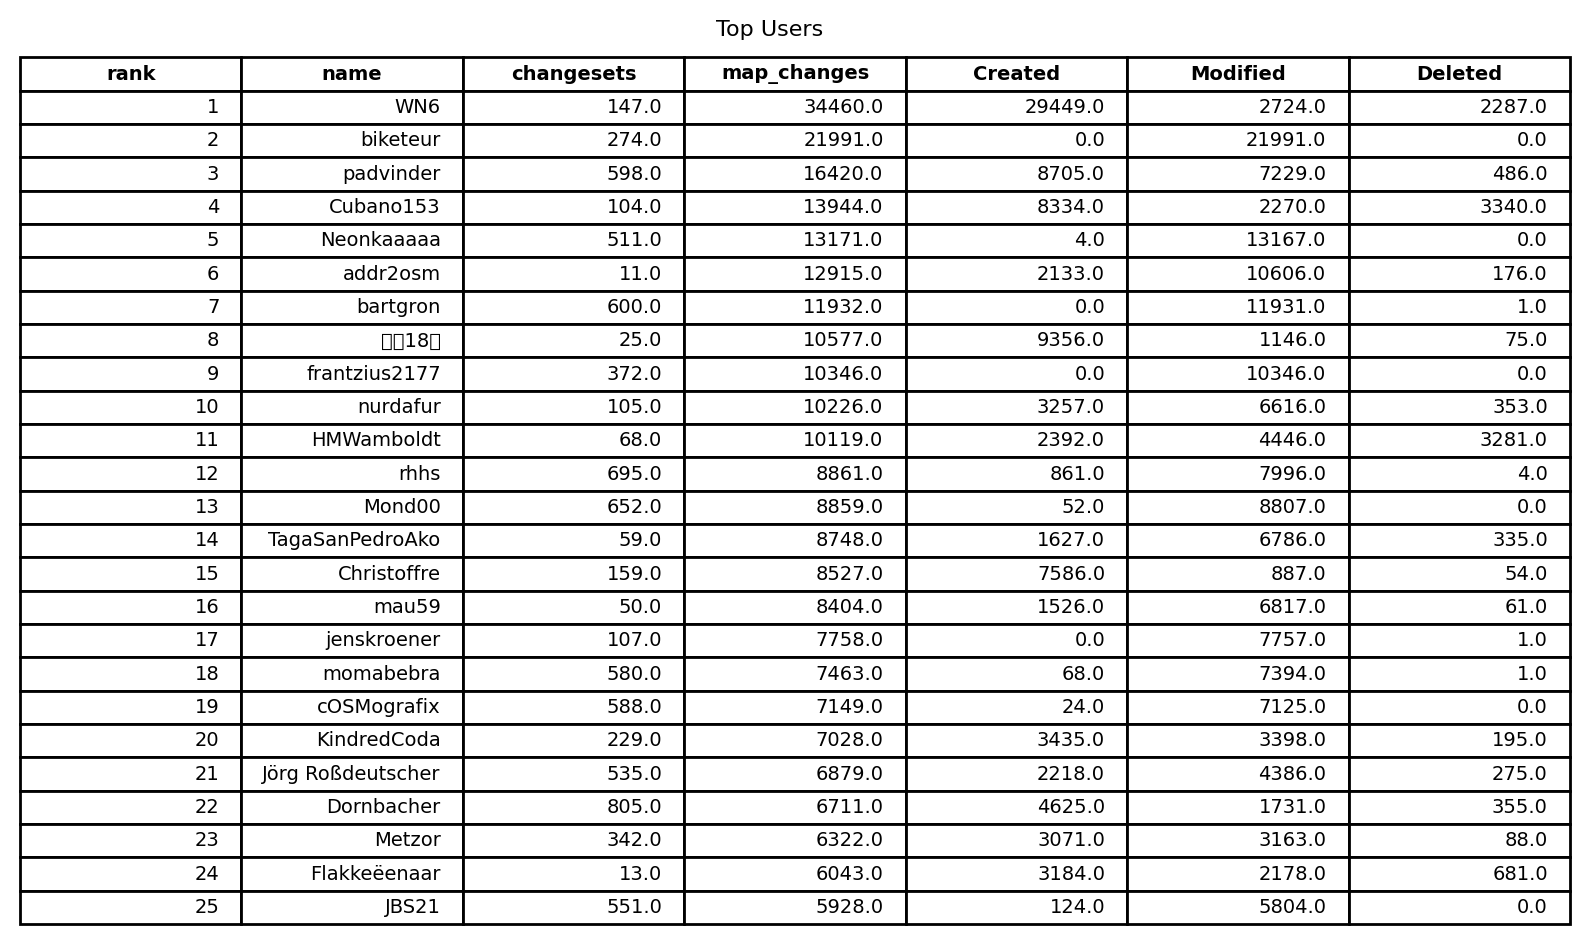 Top Users
rank name changesets map_changes Created Modified Deleted
1 WN6 147.0 34460.0 29449.0 2724.0 2287.0
2 biketeur 274.0 21991.0 0.0 21991.0 0.0
3 padvinder 598.0 16420.0 8705.0 7229.0 486.0
4 Cubano153 104.0 13944.0 8334.0 2270.0 3340.0
5 Neonkaaaaa 511.0 13171.0 4.0 13167.0 0.0
6 addr2osm 11.0 12915.0 2133.0 10606.0 176.0
7 bartgron 600.0 11932.0 0.0 11931.0 1.0
8 18 25.0 10577.0 9356.0 1146.0 75.0
9 frantzius2177 372.0 10346.0 0.0 10346.0 0.0
10 nurdafur 105.0 10226.0 3257.0 6616.0 353.0
11 HMWamboldt 68.0 10119.0 2392.0 4446.0 3281.0
12 rhhs 695.0 8861.0 861.0 7996.0 4.0
13 Mond00 652.0 8859.0 52.0 8807.0 0.0
14 TagaSanPedroAko 59.0 8748.0 1627.0 6786.0 335.0
15 Christoffre 159.0 8527.0 7586.0 887.0 54.0
16 mau59 50.0 8404.0 1526.0 6817.0 61.0
17 jenskroener 107.0 7758.0 0.0 7757.0 1.0
18 momabebra 580.0 7463.0 68.0 7394.0 1.0
19 cOSMografix 588.0 7149.0 24.0 7125.0 0.0
20 KindredCoda 229.0 7028.0 3435.0 3398.0 195.0
21 Jörg Roßdeutscher 535.0 6879.0 2218.0 4386.0 275.0
22 Dornbacher 805.0 6711.0 4625.0 1731.0 355.0
23 Metzor 342.0 6322.0 3071.0 3163.0 88.0
24 Flakkeëenaar 13.0 6043.0 3184.0 2178.0 681.0
25 JBS21 551.0 5928.0 124.0 5804.0 0.0